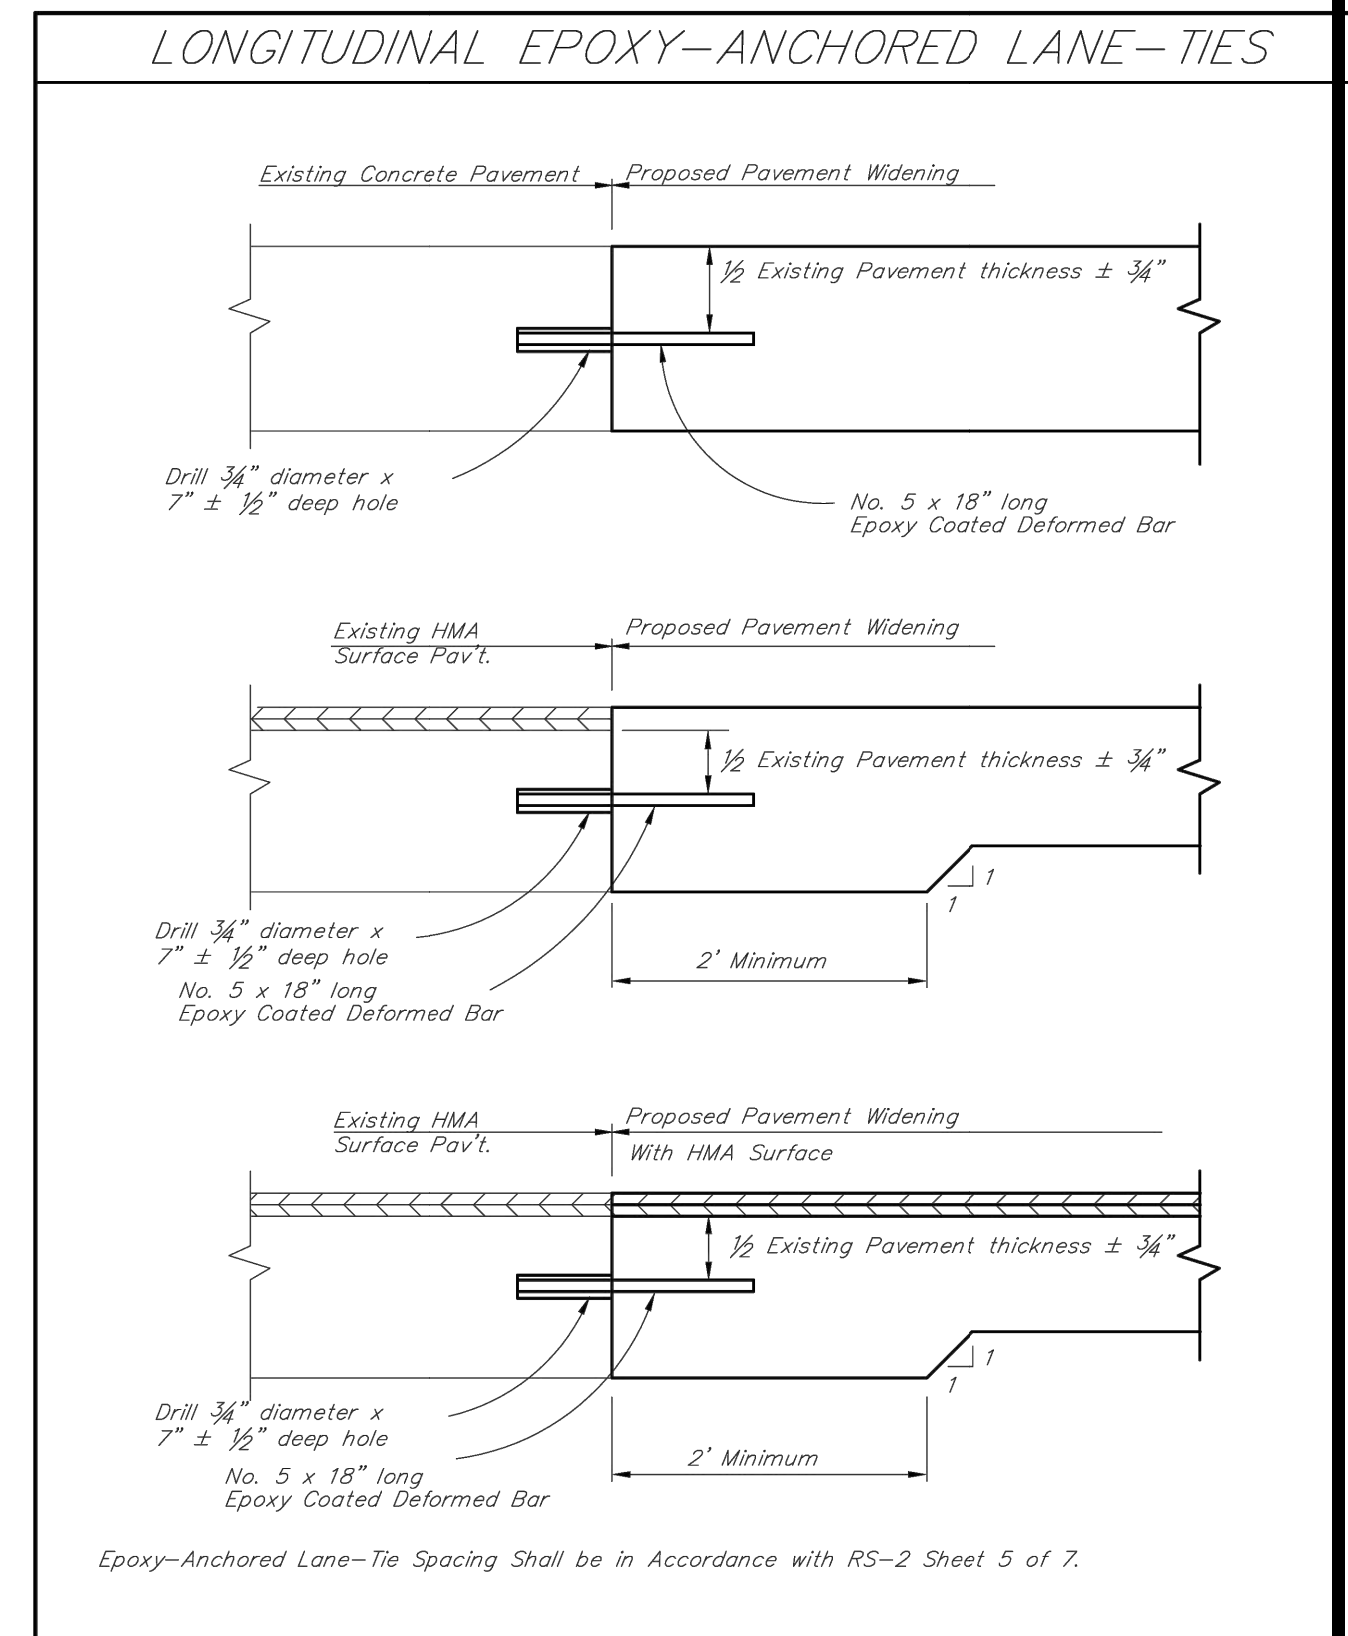 LONGITUDINAL EPOXY-ANCHORED LANE-TIES
Existing Concrete Pavement
Proposed Pavement Widening
½ Existing Pavement thickness ± ¾"
Drill ¾" diameter x
7" ± ½" deep hole
No. 5 x 18" long
Epoxy Coated Deformed Bar
Existing HMA
Surface Pav't.
Proposed Pavement Widening
½ Existing Pavement thickness ± ¾"
1
1
Drill ¾" diameter x
7" ± ½" deep hole
No. 5 x 18" long
Epoxy Coated Deformed Bar
2' Minimum
Existing HMA
Surface Pav't.
Proposed Pavement Widening
With HMA Surface
½ Existing Pavement thickness ± ¾"
1
1
Drill ¾" diameter x
7" ± ½" deep hole
No. 5 x 18" long
Epoxy Coated Deformed Bar
2' Minimum
Epoxy-Anchored Lane-Tie Spacing Shall be in Accordance with RS-2 Sheet 5 of 7.